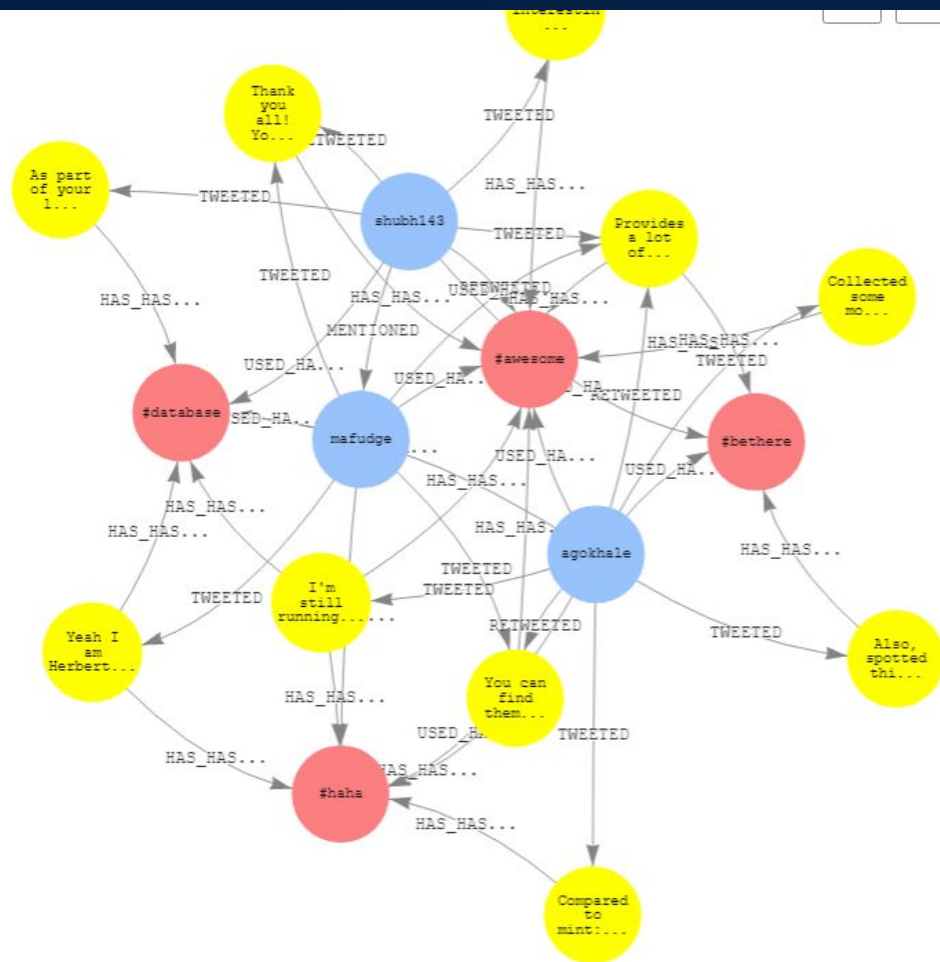 ...
Thank
you
all!
Yo...
TWEETED
As part
of your
l...
TWEETED
HAS_HAS...
shubh143
TWEETED
Provides
a lot
of...
TWEETED
HAS_HAS...
HAS_HAS...
HAS_HAS...
Collected
some
mo...
MENTIONED
#awesome
HAS_HAS...
TWEETED
USED_HA...
USED_HA...
RETWEETED
#database
mafudge
#bethere
USED_HA...
USED_HA...
HAS_HAS...
HAS_HAS...
HAS_HAS...
HAS_HAS...
agokhale
HAS_HAS...
TWEETED
TWEETED
TWEETED
I'm
still
running...
RETWEETED
TWEETED
Yeah I
am
Herbert...
Also,
spotted
thi...
You can
find
them...
HAS_HAS...
TWEETED
HAS_HAS...
HAS_HAS...
#haha
HAS_HAS...
Compared
to
mint:...